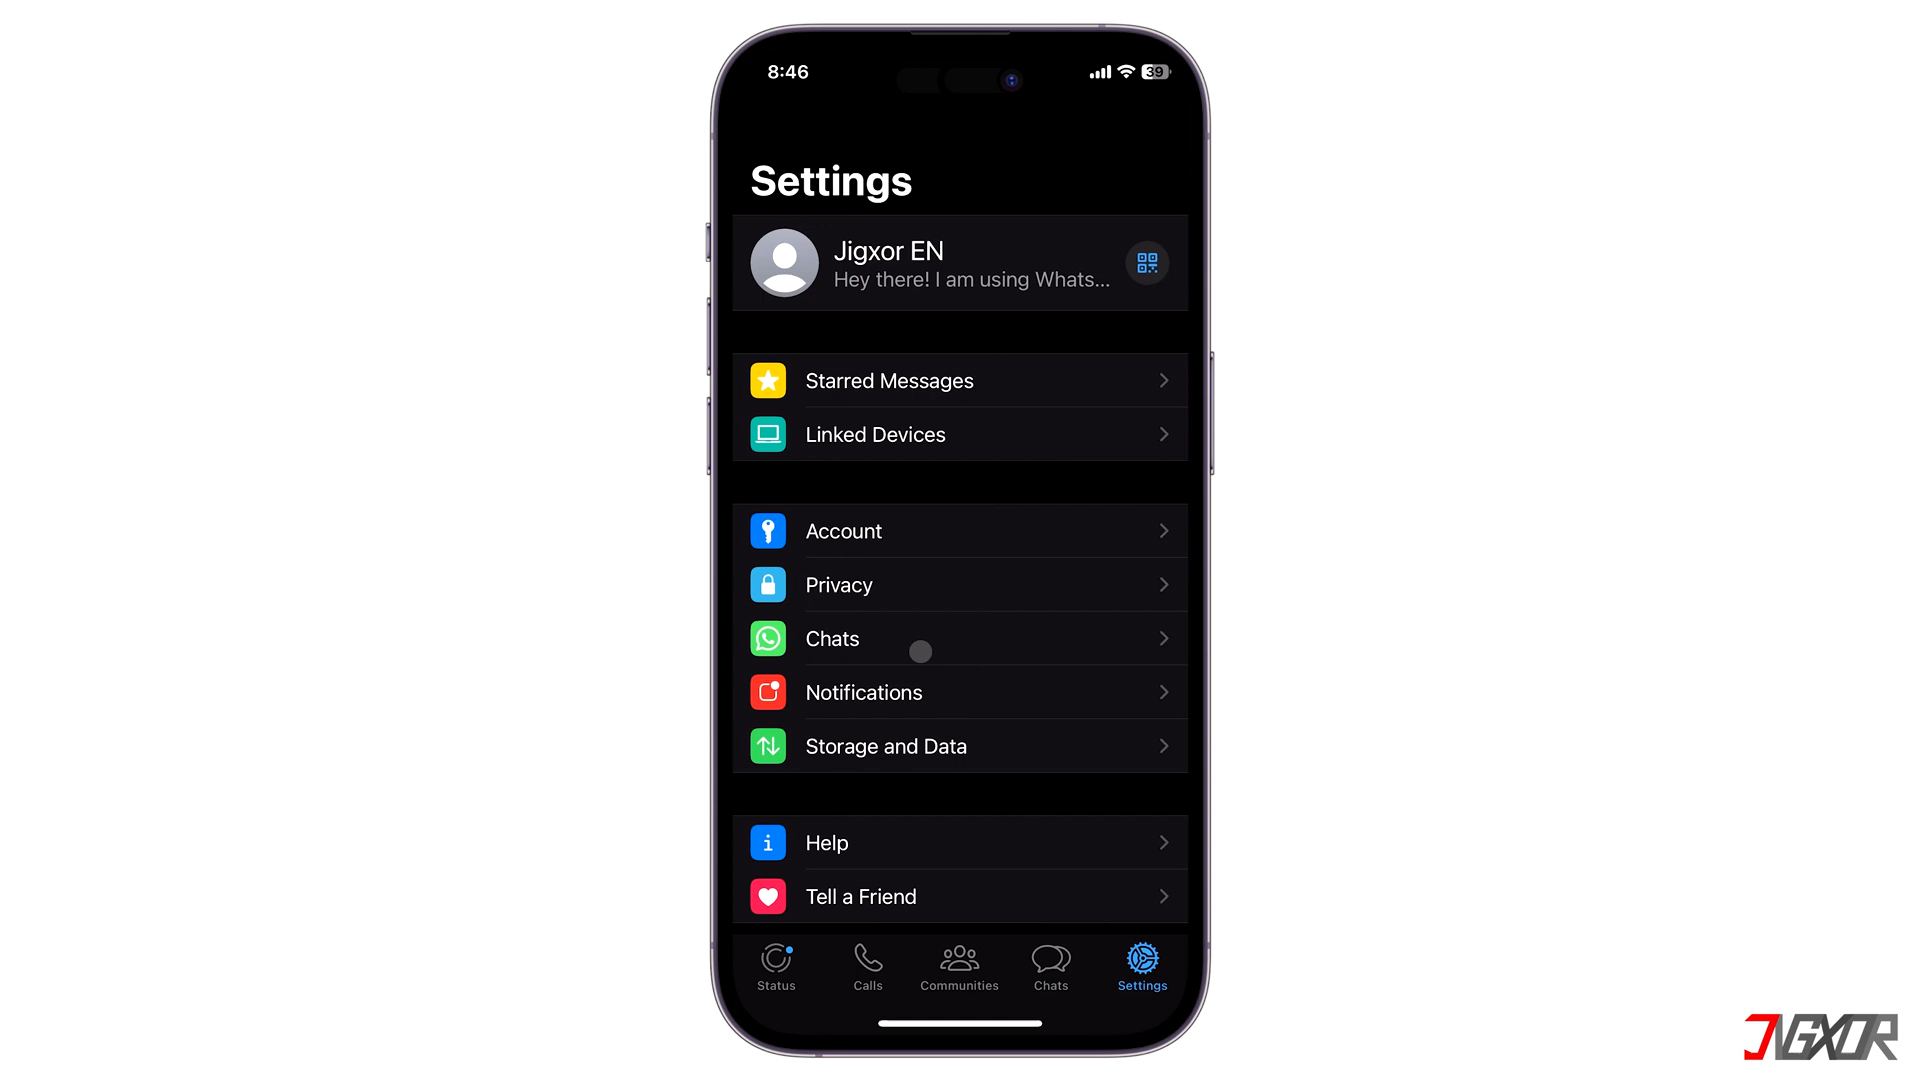 8:46
39
Settings
Jigxor EN
Hey there! I am using Whats...
Starred Messages
Linked Devices
Account
Privacy
Chats
Notifications
Storage and Data
Help
Tell a Friend
Status
Calls
Communities
Chats
Settings
JIGXOR